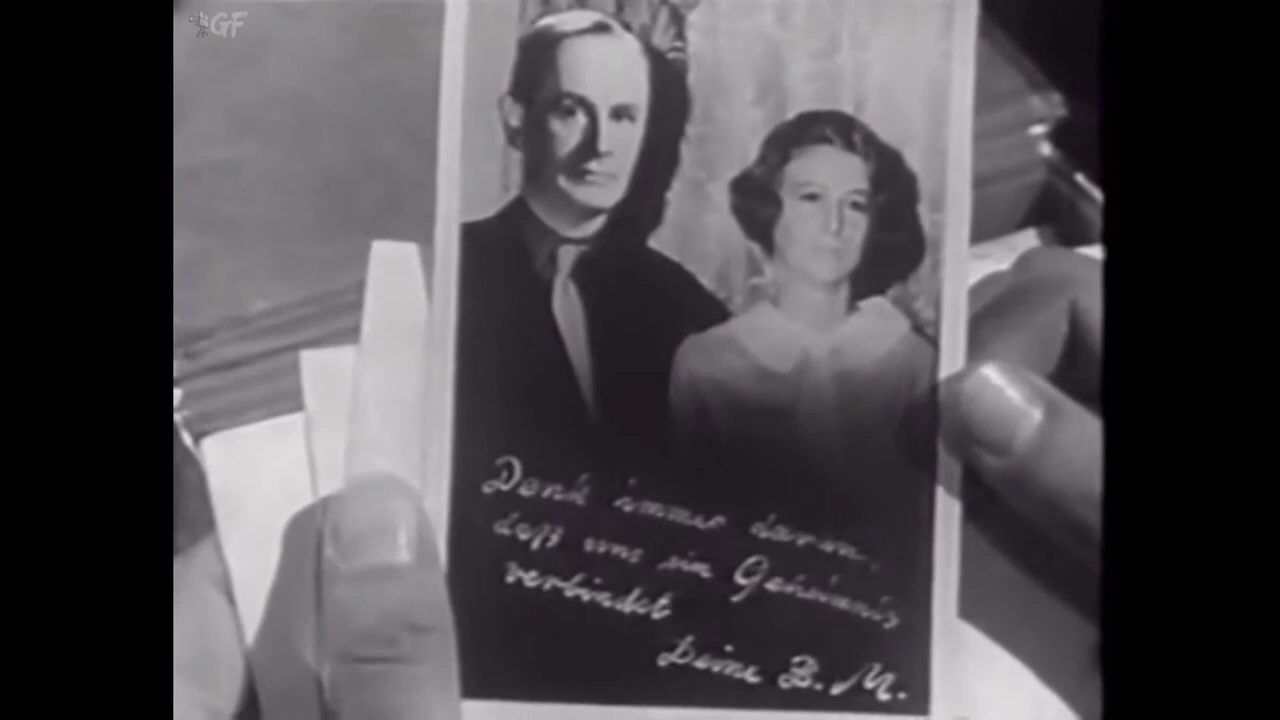 GF
Denk immer daran,
daß uns ein Geheimnis
verbindet
Deine B. M.